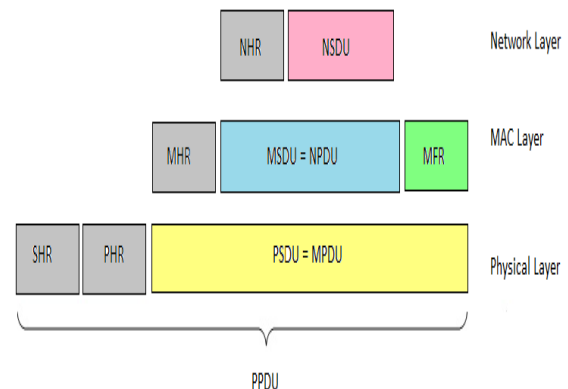 NHR NSDU Network Layer
MHR MSDU = NPDU MFR MAC Layer
SHR PHR PSDU = MPDU Physical Layer
PPDU